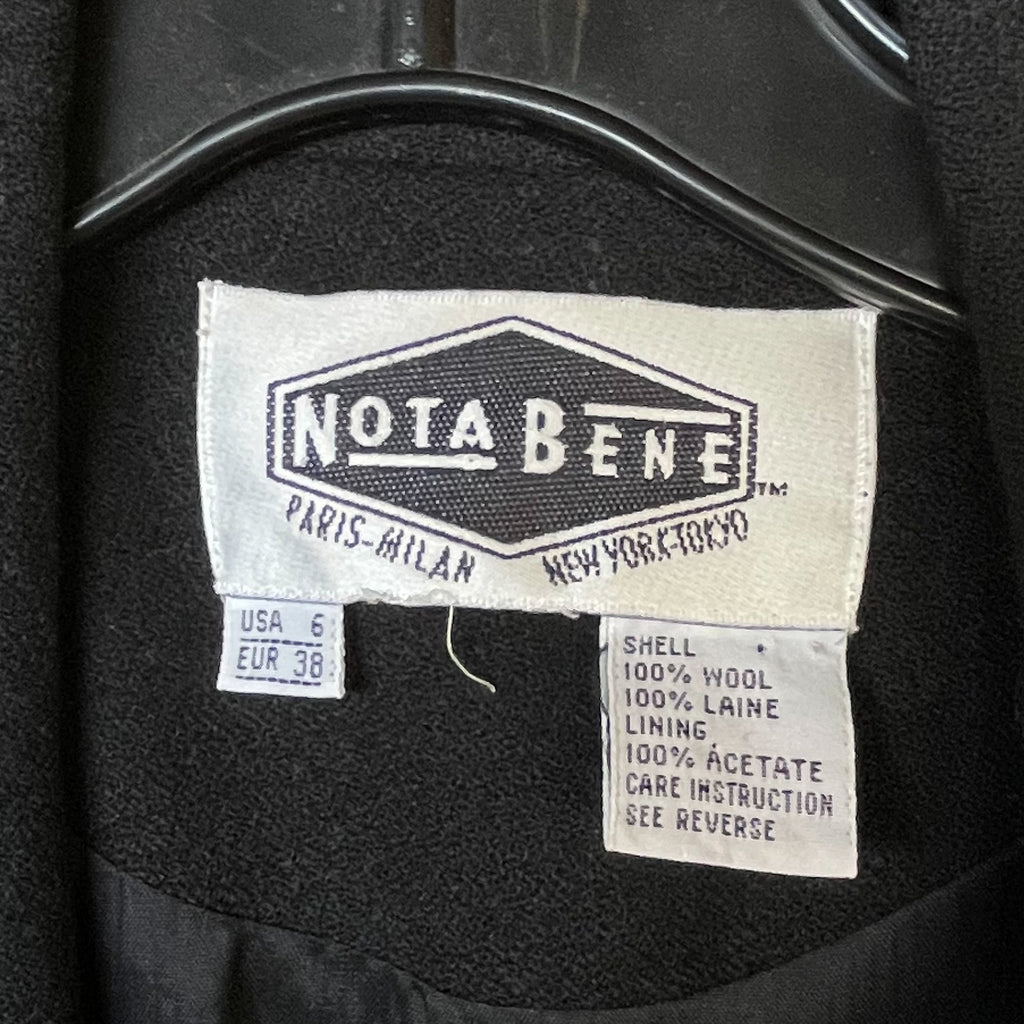 NOTA BENE
TM
PARIS-MILAN NEW YORK-TOKYO
USA 6
EUR 38
SHELL
100% WOOL
100% LAINE
LINING
100% ACETATE
CARE INSTRUCTION
SEE REVERSE